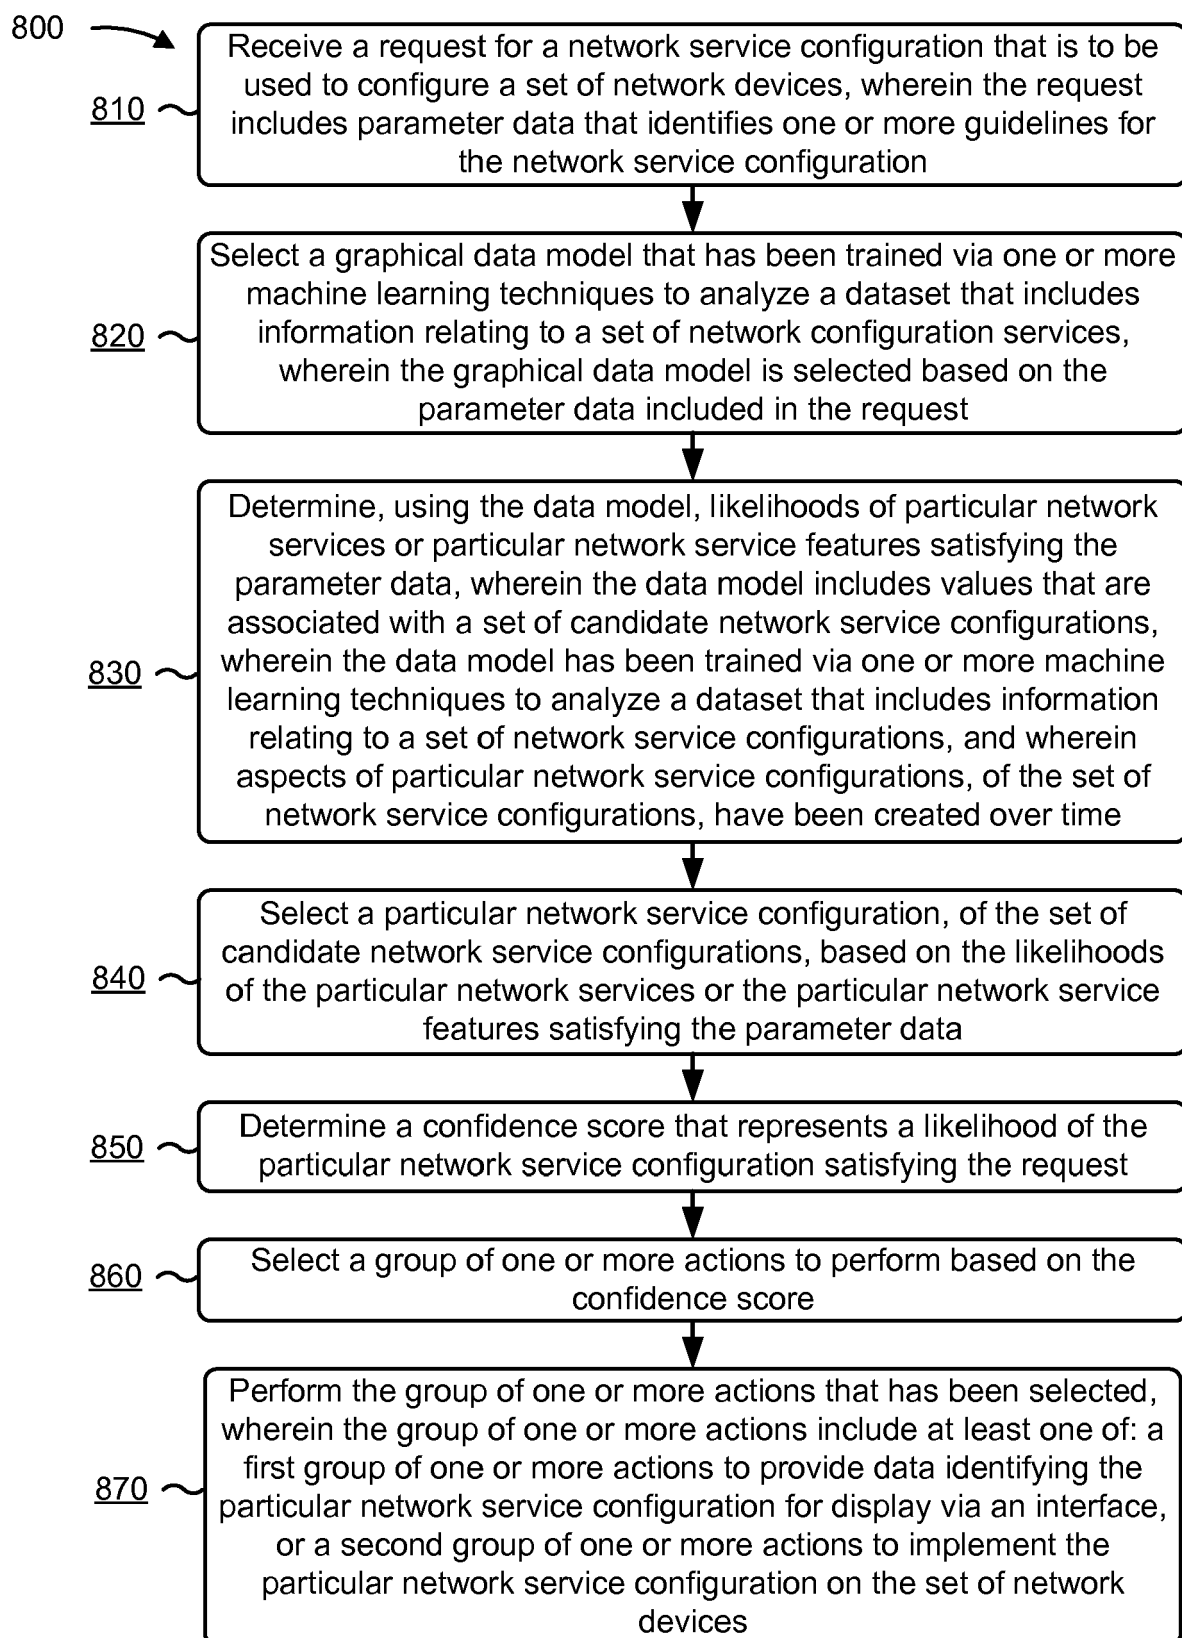 800
Receive a request for a network service configuration that is to be
used to configure a set of network devices, wherein the request
includes parameter data that identifies one or more guidelines for
the network service configuration
810
Select a graphical data model that has been trained via one or more
machine learning techniques to analyze a dataset that includes
information relating to a set of network configuration services,
wherein the graphical data model is selected based on the
parameter data included in the request
820
Determine, using the data model, likelihoods of particular network
services or particular network service features satisfying the
parameter data, wherein the data model includes values that are
associated with a set of candidate network service configurations,
wherein the data model has been trained via one or more machine
learning techniques to analyze a dataset that includes information
relating to a set of network service configurations, and wherein
aspects of particular network service configurations, of the set of
network service configurations, have been created over time
830
Select a particular network service configuration, of the set of
candidate network service configurations, based on the likelihoods
of the particular network services or the particular network service
features satisfying the parameter data
840
Determine a confidence score that represents a likelihood of the
particular network service configuration satisfying the request
850
Select a group of one or more actions to perform based on the
confidence score
860
Perform the group of one or more actions that has been selected,
wherein the group of one or more actions include at least one of: a
first group of one or more actions to provide data identifying the
particular network service configuration for display via an interface,
or a second group of one or more actions to implement the
particular network service configuration on the set of network
devices
870